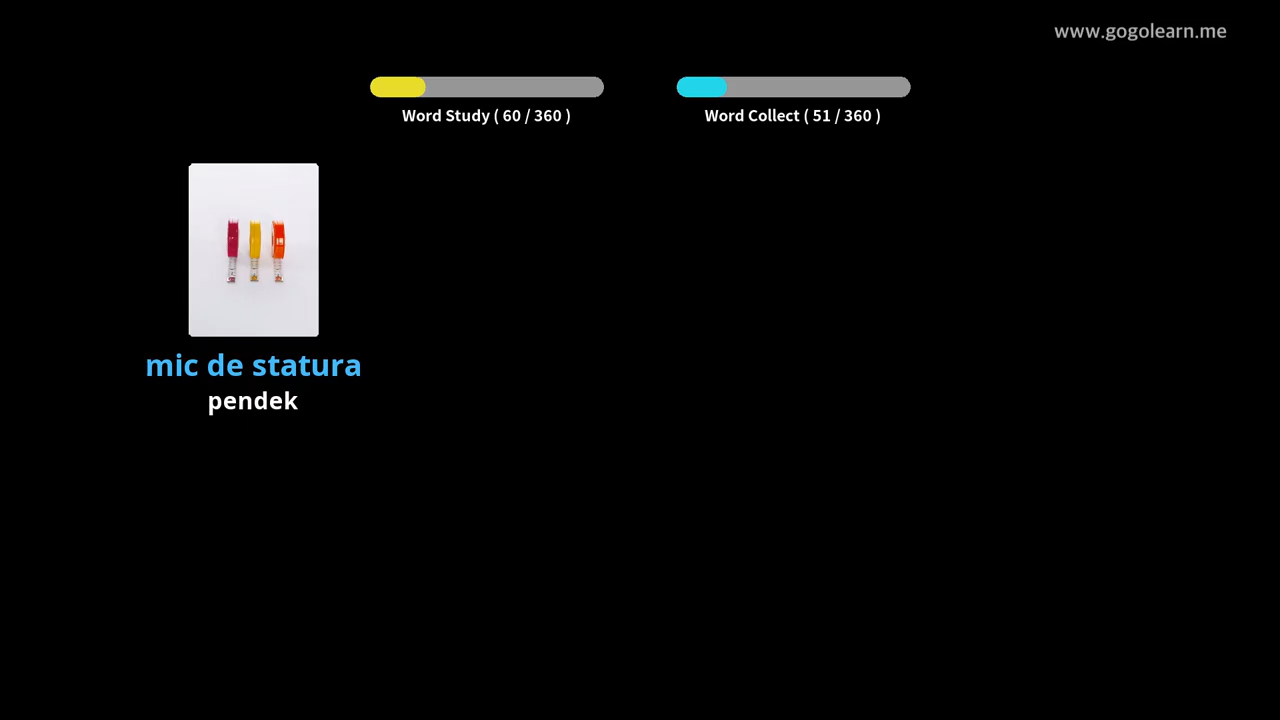 www.gogolearn.me
Word Study ( 60 / 360 )
Word Collect ( 51 / 360 )
mic de statura
pendek